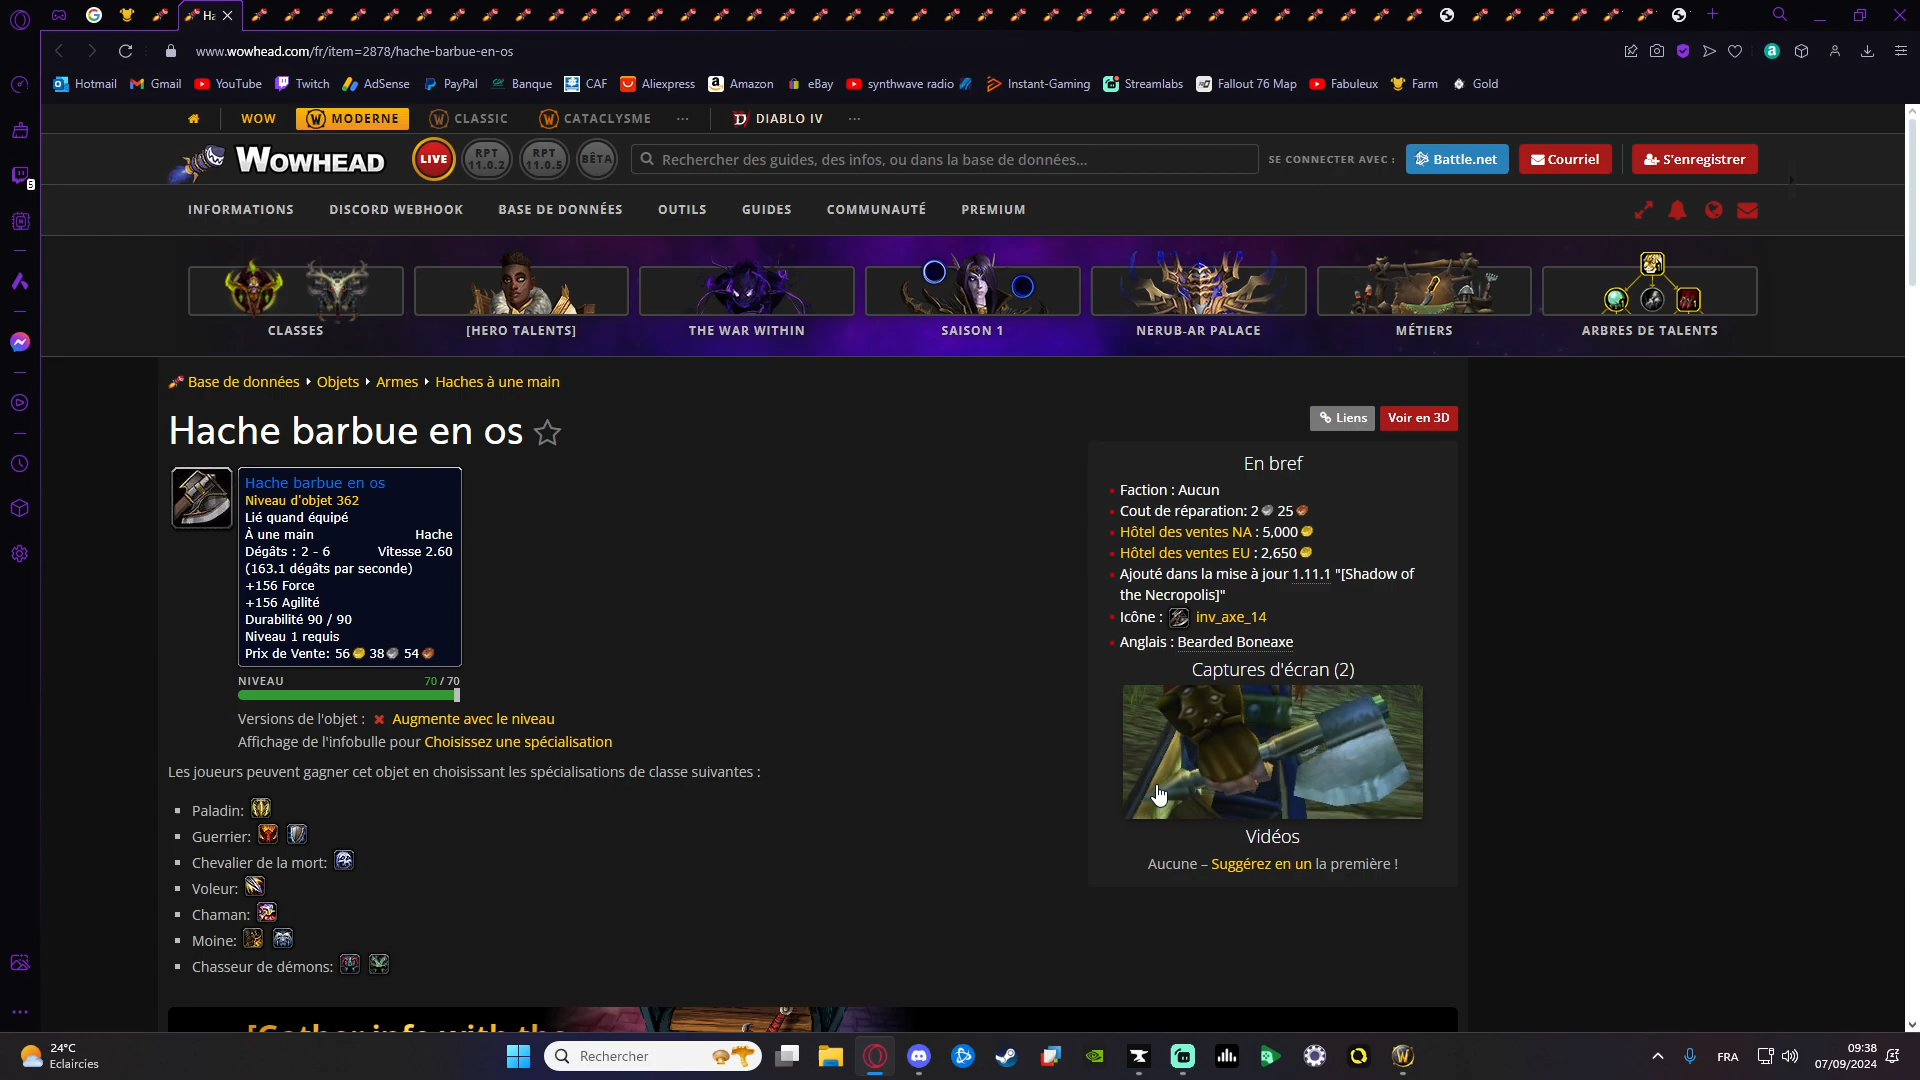 Ha
www.wowhead.com/fr/item=2878/hache-barbue-en-os
Hotmail Gmail YouTube Twitch AdSense PayPal Banque CAF Aliexpress Amazon eBay synthwave radio Instant-Gaming Streamlabs Fallout 76 Map Fabuleux Farm Gold
WOW MODERNE CLASSIC CATACLYSME ... DIABLO IV ...
WOWHEAD LIVE RPT 11.0.2 RPT 11.0.5 BÊTA Rechercher des guides, des infos, ou dans la base de données... SE CONNECTER AVEC : Battle.net Courriel S'enregistrer
5
INFORMATIONS DISCORD WEBHOOK BASE DE DONNÉES OUTILS GUIDES COMMUNAUTÉ PREMIUM
CLASSES [HERO TALENTS] THE WAR WITHIN SAISON 1 NERUB-AR PALACE MÉTIERS ARBRES DE TALENTS
Base de données Objets Armes Haches à une main
Hache barbue en os
Liens Voir en 3D
Hache barbue en os
Niveau d'objet 362
Lié quand équipé
À une main Hache
Dégâts : 2 - 6 Vitesse 2.60
(163.1 dégâts par seconde)
+156 Force
+156 Agilité
Durabilité 90 / 90
Niveau 1 requis
Prix de Vente: 56 38 54
NIVEAU 70 / 70
Versions de l'objet : Augmente avec le niveau
Affichage de l'infobulle pour Choisissez une spécialisation
Les joueurs peuvent gagner cet objet en choisissant les spécialisations de classe suivantes :
Paladin:
Guerrier:
Chevalier de la mort:
Voleur:
Chaman:
Moine:
Chasseur de démons:
En bref
Faction : Aucun
Cout de réparation: 2 25
Hôtel des ventes NA : 5,000
Hôtel des ventes EU : 2,650
Ajouté dans la mise à jour 1.11.1 "[Shadow of
the Necropolis]"
Icône : inv_axe_14
Anglais : Bearded Boneaxe
Captures d'écran (2)
Vidéos
Aucune – Suggérez en un la première !
[Gather info with the
24°C
Eclaircies
Rechercher
FRA
09:38
07/09/2024